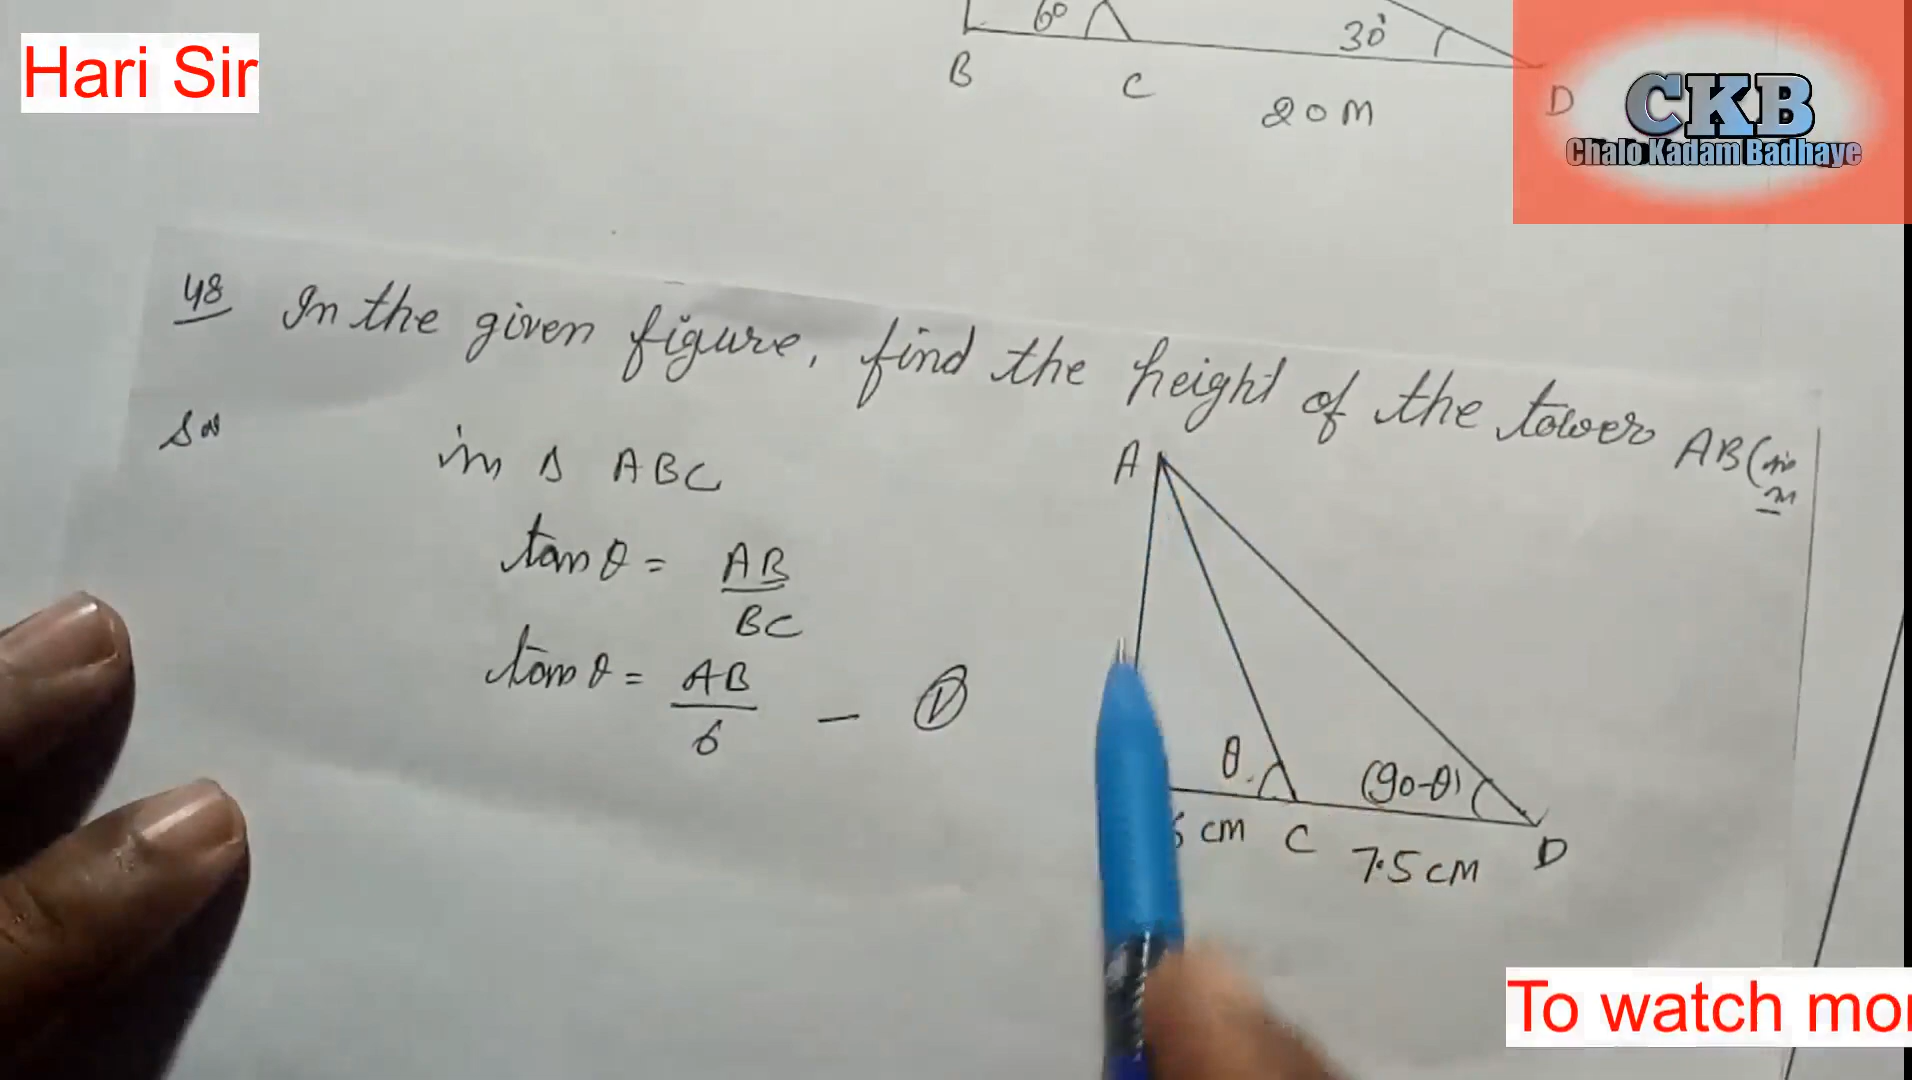 60
30°
B
C
20 M
D
Hari Sir
CKB
Chalo Kadam Badhaye
48 In the given figure, find the height of the tower AB (in m
Sol
in Δ ABC
tan θ = AB/BC
tan θ = AB/6 — ①
A
θ
(90-θ)
6 cm
C
7.5 cm
D
To watch mor